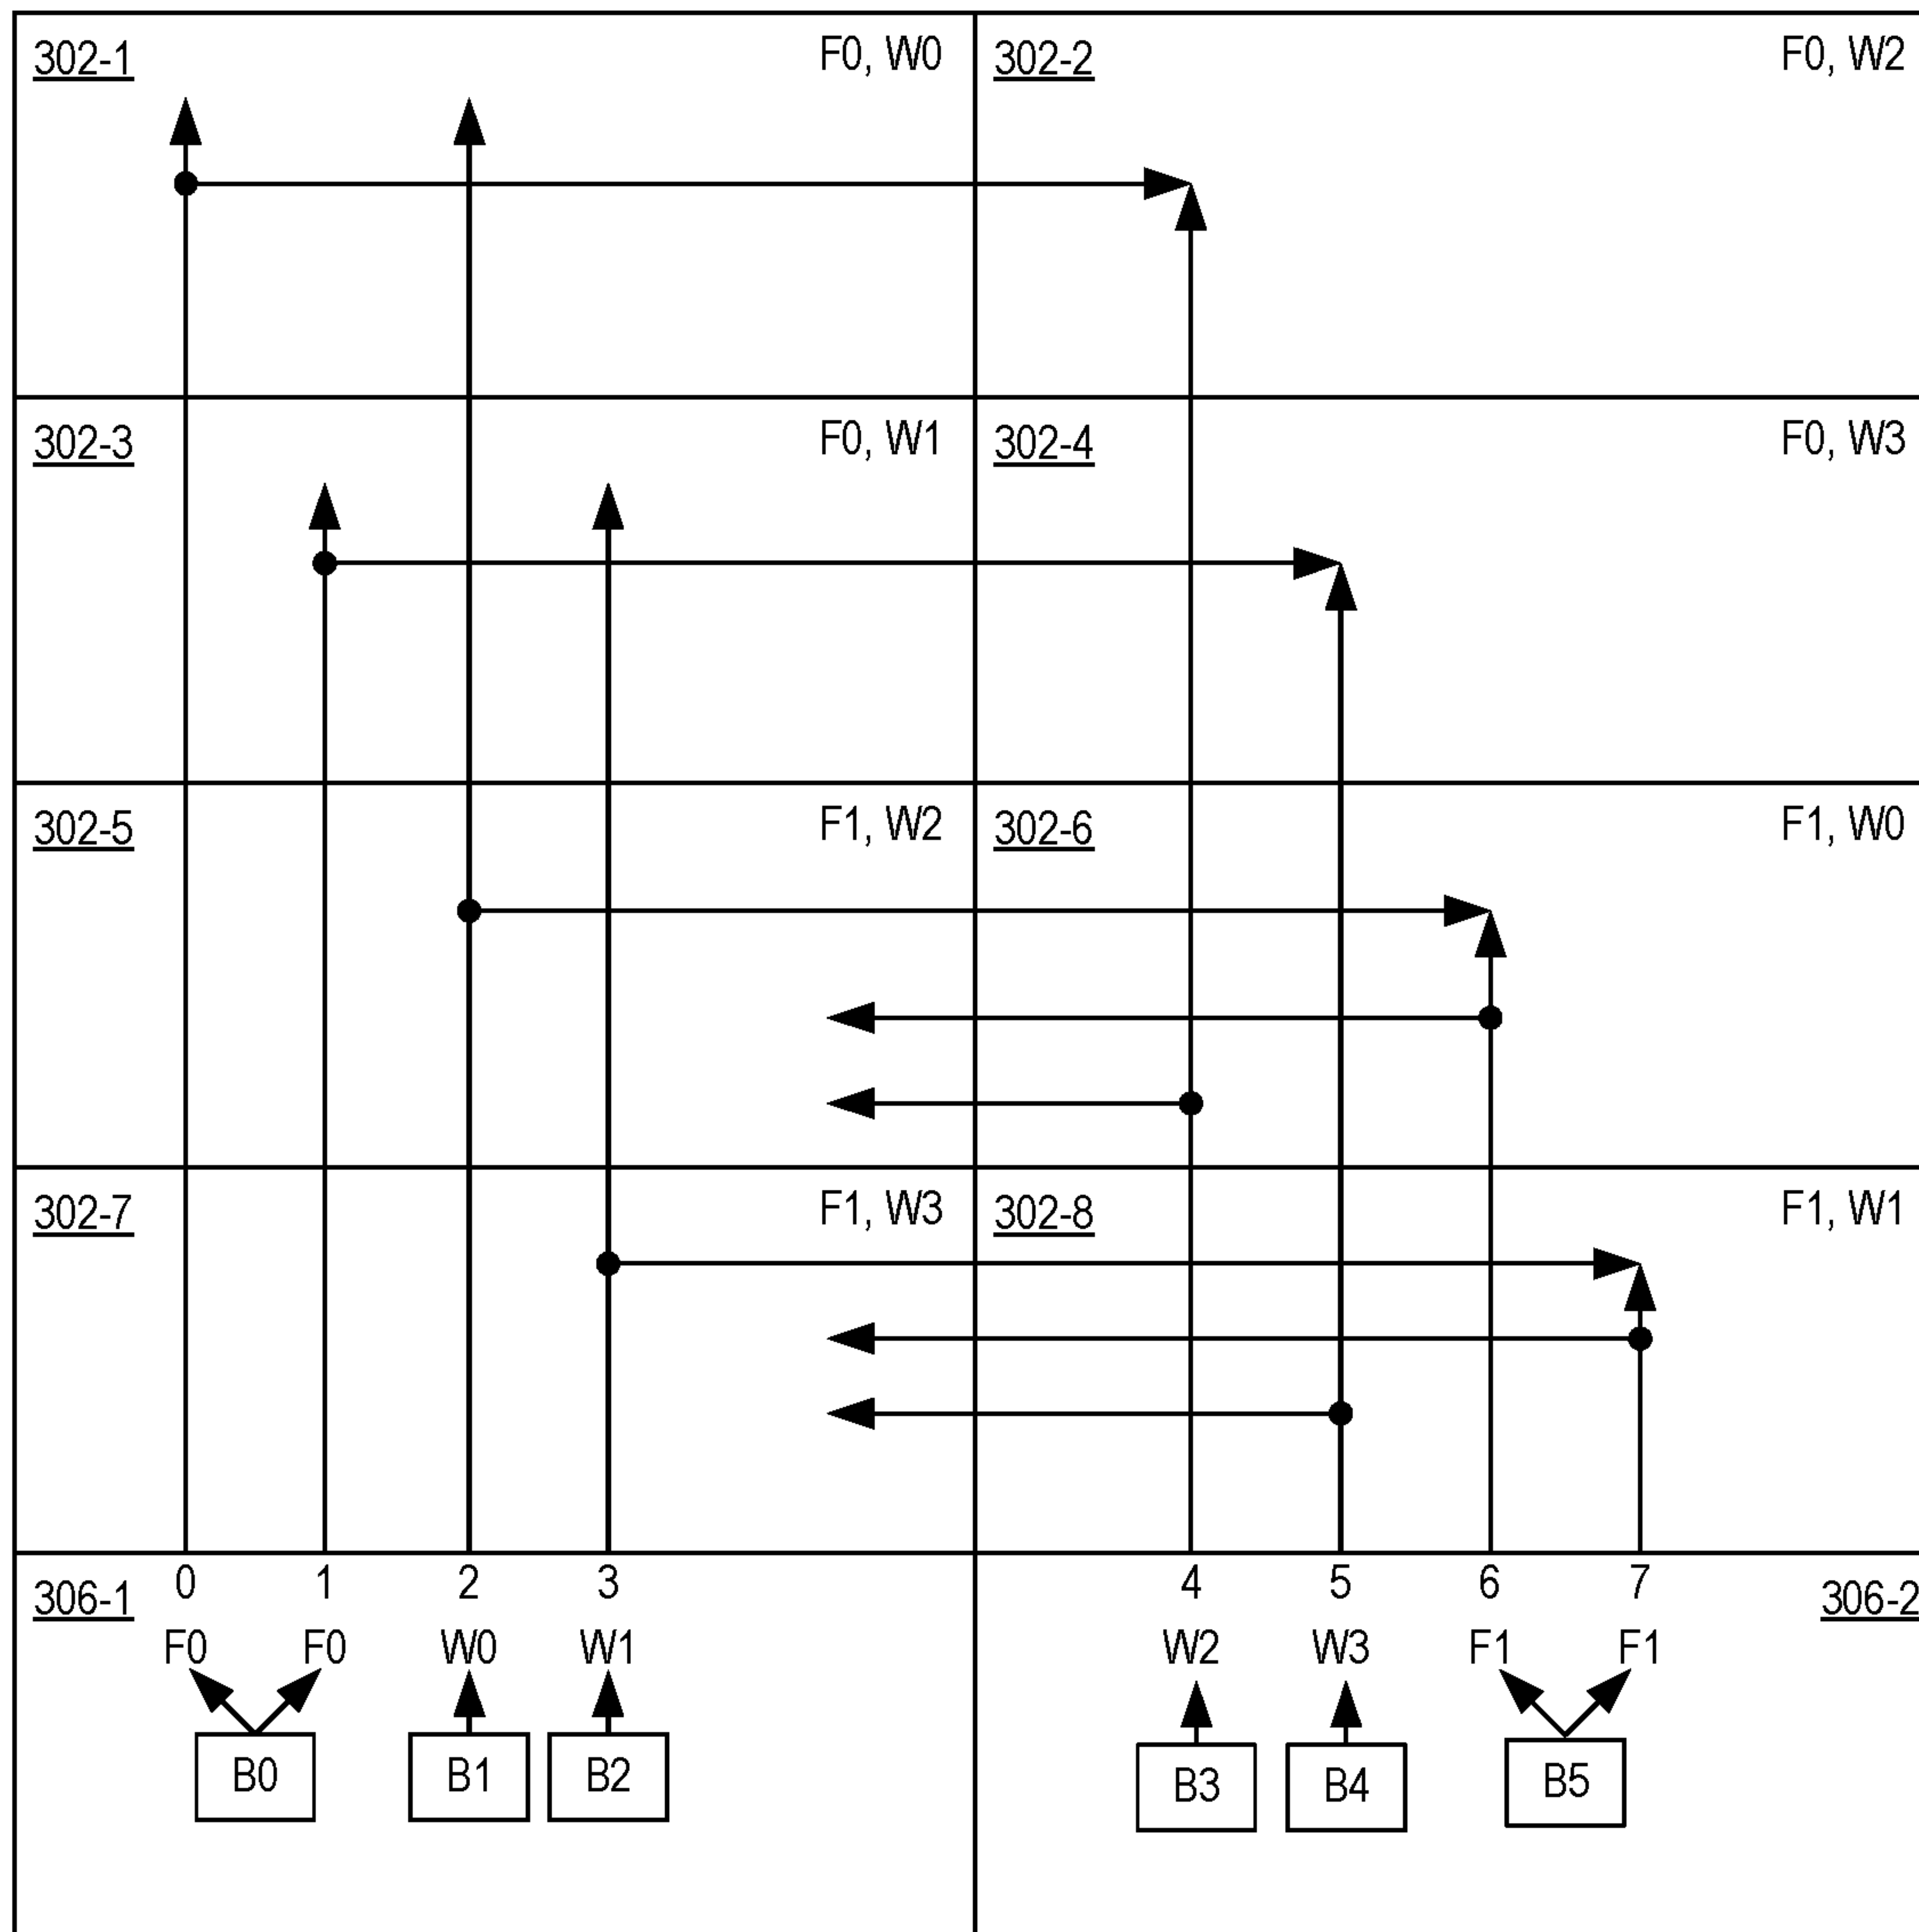 302-1 F0, W0 302-2 F0, W2
302-3 F0, W1 302-4 F0, W3
302-5 F1, W2 302-6 F1, W0
302-7 F1, W3 302-8 F1, W1
306-1 0 1 2 3 4 5 6 7 306-2
F0 F0 W0 W1 W2 W3 F1 F1
B0 B1 B2 B3 B4 B5